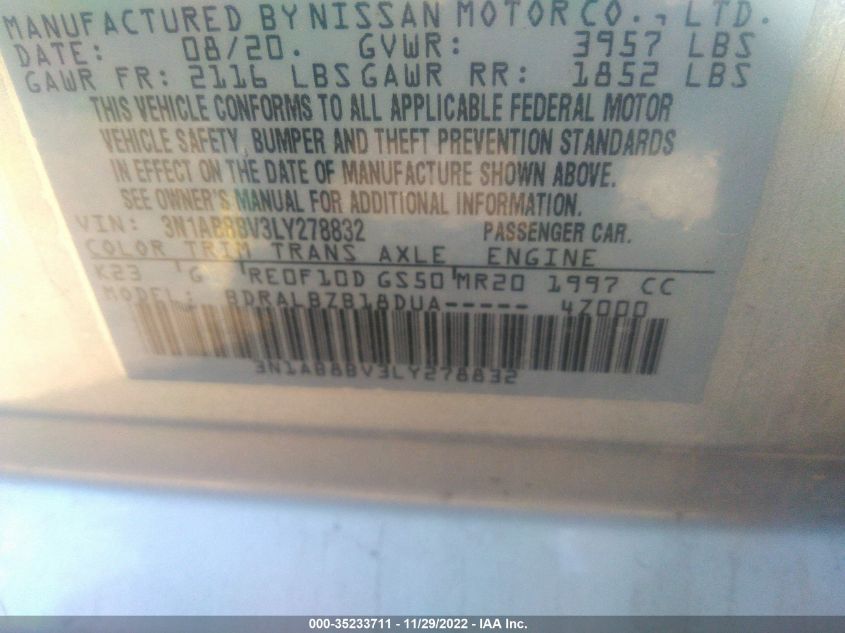 MANUFACTURED BY NISSAN MOTOR CO., LTD.
DATE: 08/20. GVWR: 3957 LBS
GAWR FR: 2116 LBS GAWR RR: 1852 LBS
THIS VEHICLE CONFORMS TO ALL APPLICABLE FEDERAL MOTOR
VEHICLE SAFETY, BUMPER AND THEFT PREVENTION STANDARDS
IN EFFECT ON THE DATE OF MANUFACTURE SHOWN ABOVE.
SEE OWNER'S MANUAL FOR ADDITIONAL INFORMATION.
VIN: 3N1AB8BV3LY278832 PASSENGER CAR.
COLOR TRIM TRANS AXLE ENGINE
K23 G RE0F10D GS50 MR20 1997 CC
MODEL: BDRALBZB18DUA----- 4Z000
3N1AB8BV3LY278832
000-35233711 - 11/29/2022 - IAA Inc.